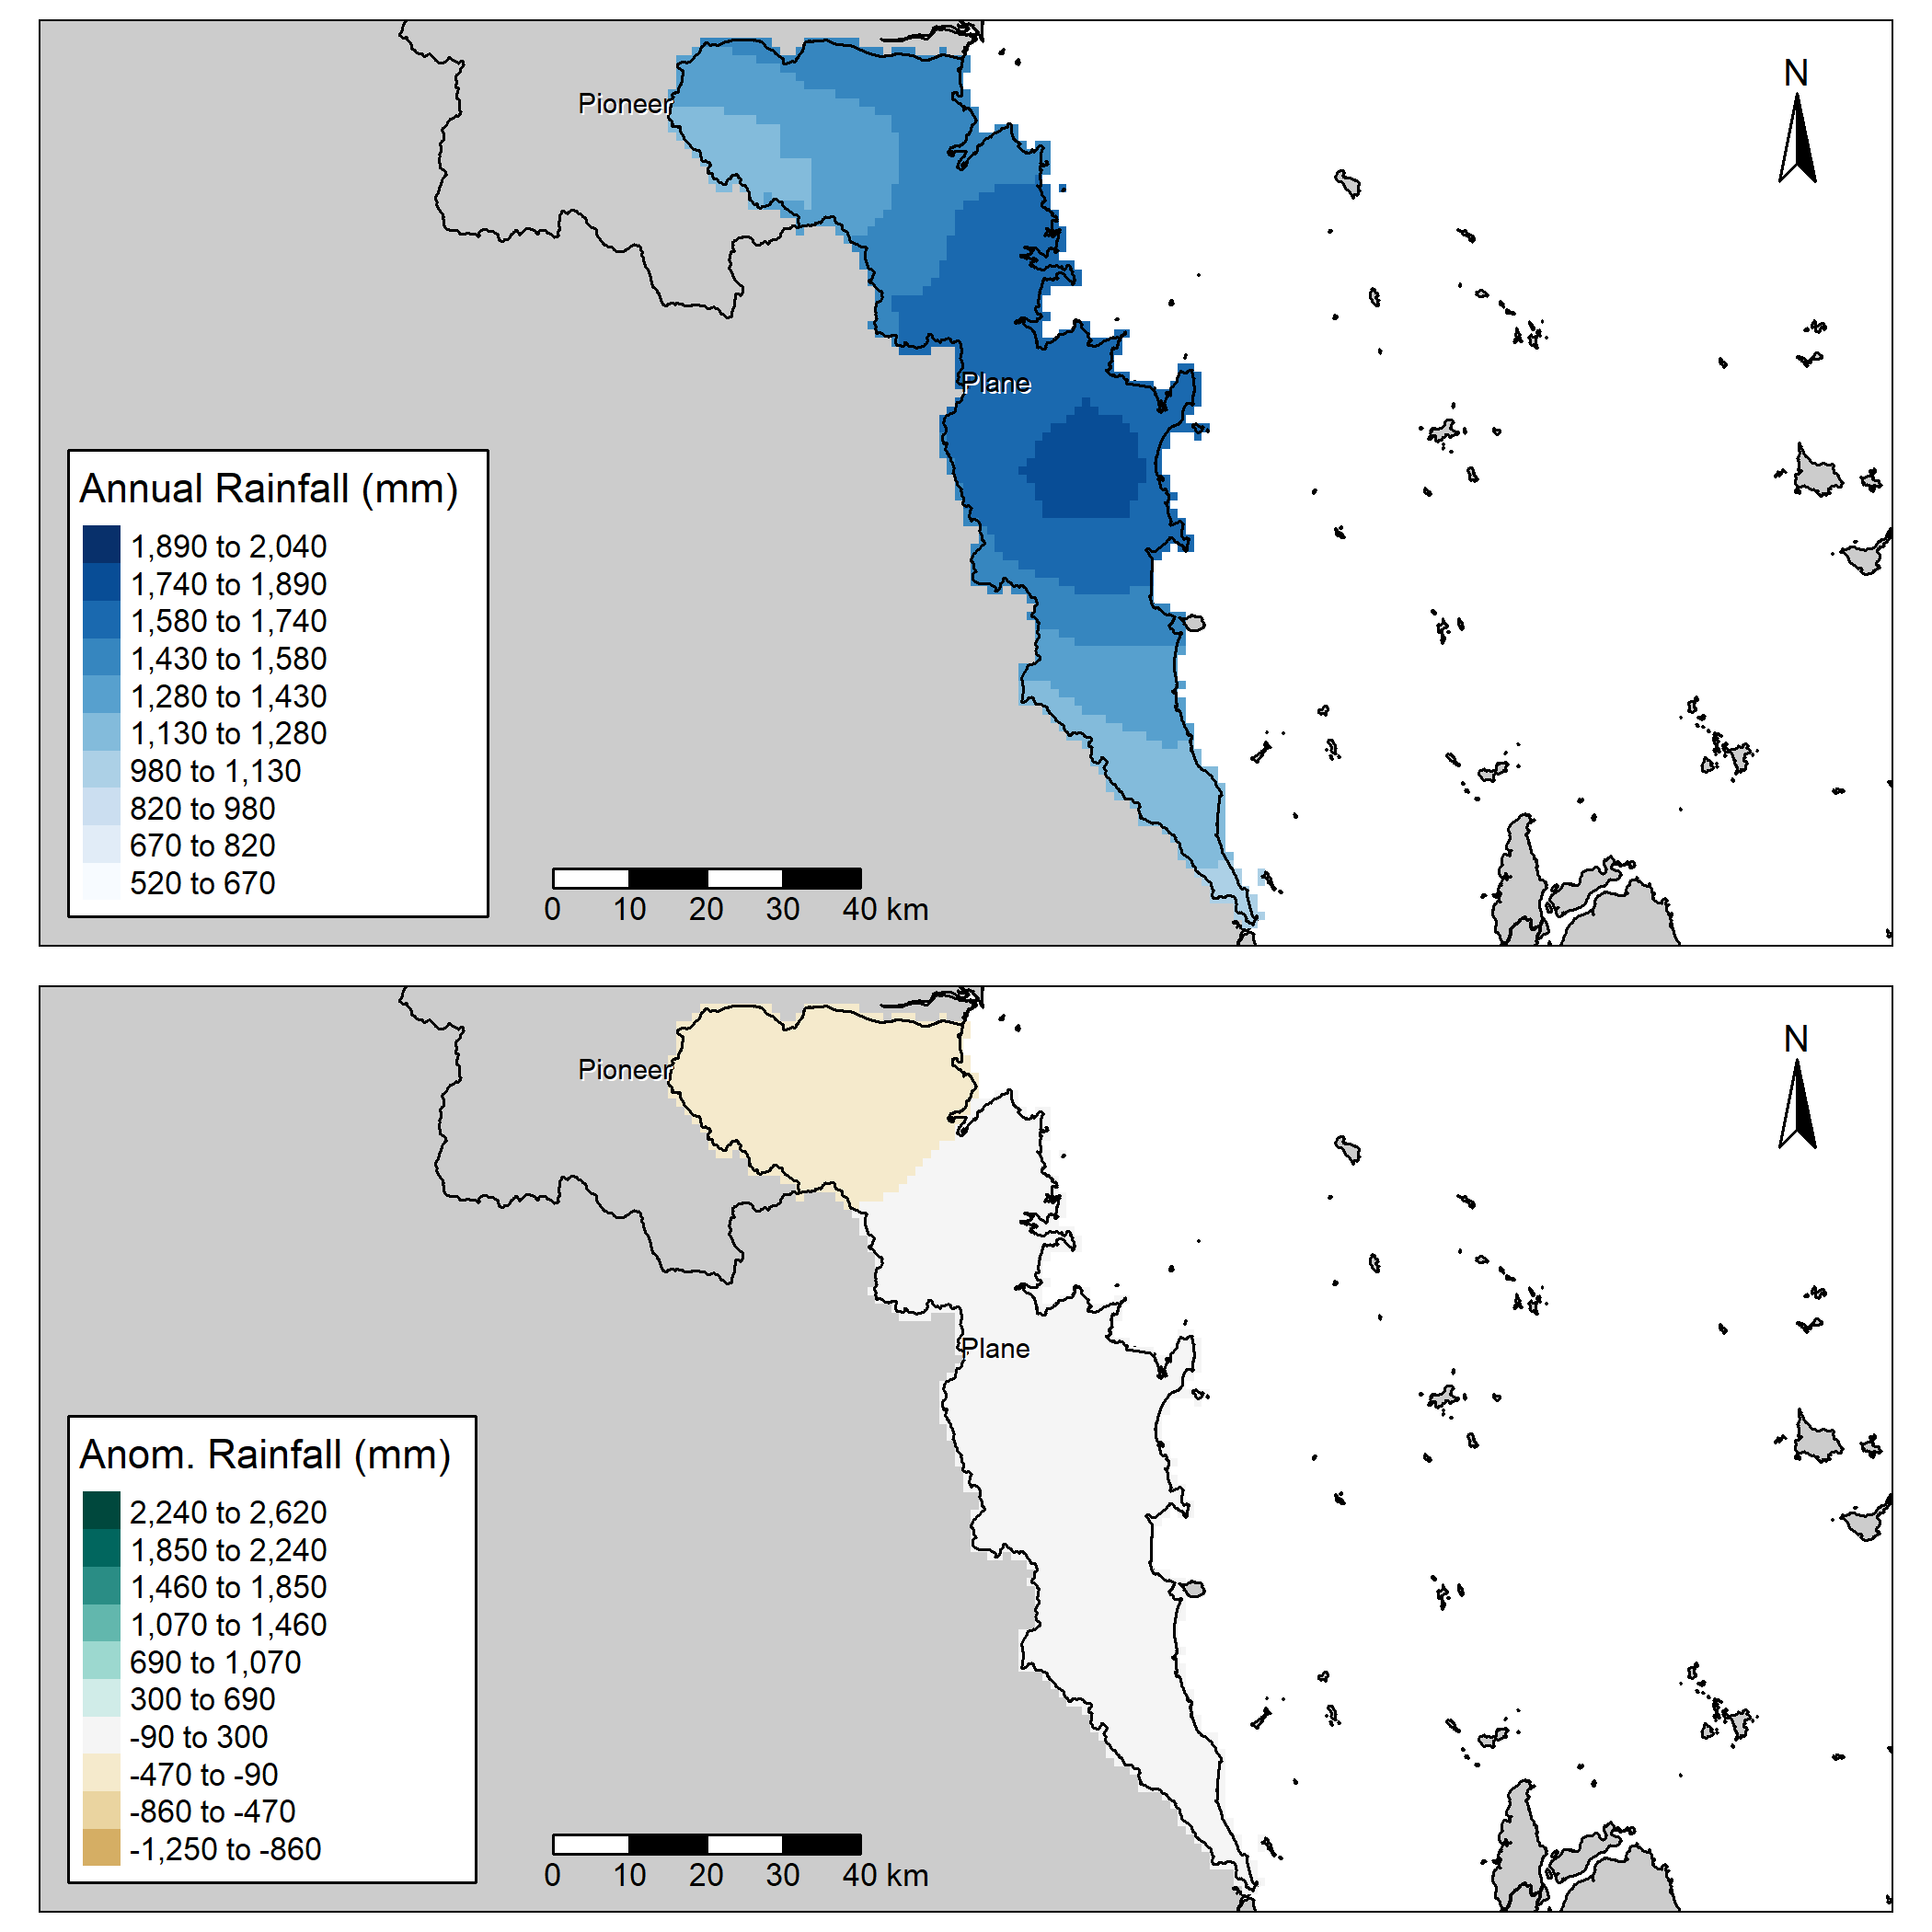 N
Pioneer
Plane
Annual Rainfall (mm)
1,890 to 2,040
1,740 to 1,890
1,580 to 1,740
1,430 to 1,580
1,280 to 1,430
1,130 to 1,280
980 to 1,130
820 to 980
670 to 820
520 to 670
0 10 20 30 40 km
N
Pioneer
Plane
Anom. Rainfall (mm)
2,240 to 2,620
1,850 to 2,240
1,460 to 1,850
1,070 to 1,460
690 to 1,070
300 to 690
-90 to 300
-470 to -90
-860 to -470
-1,250 to -860
0 10 20 30 40 km